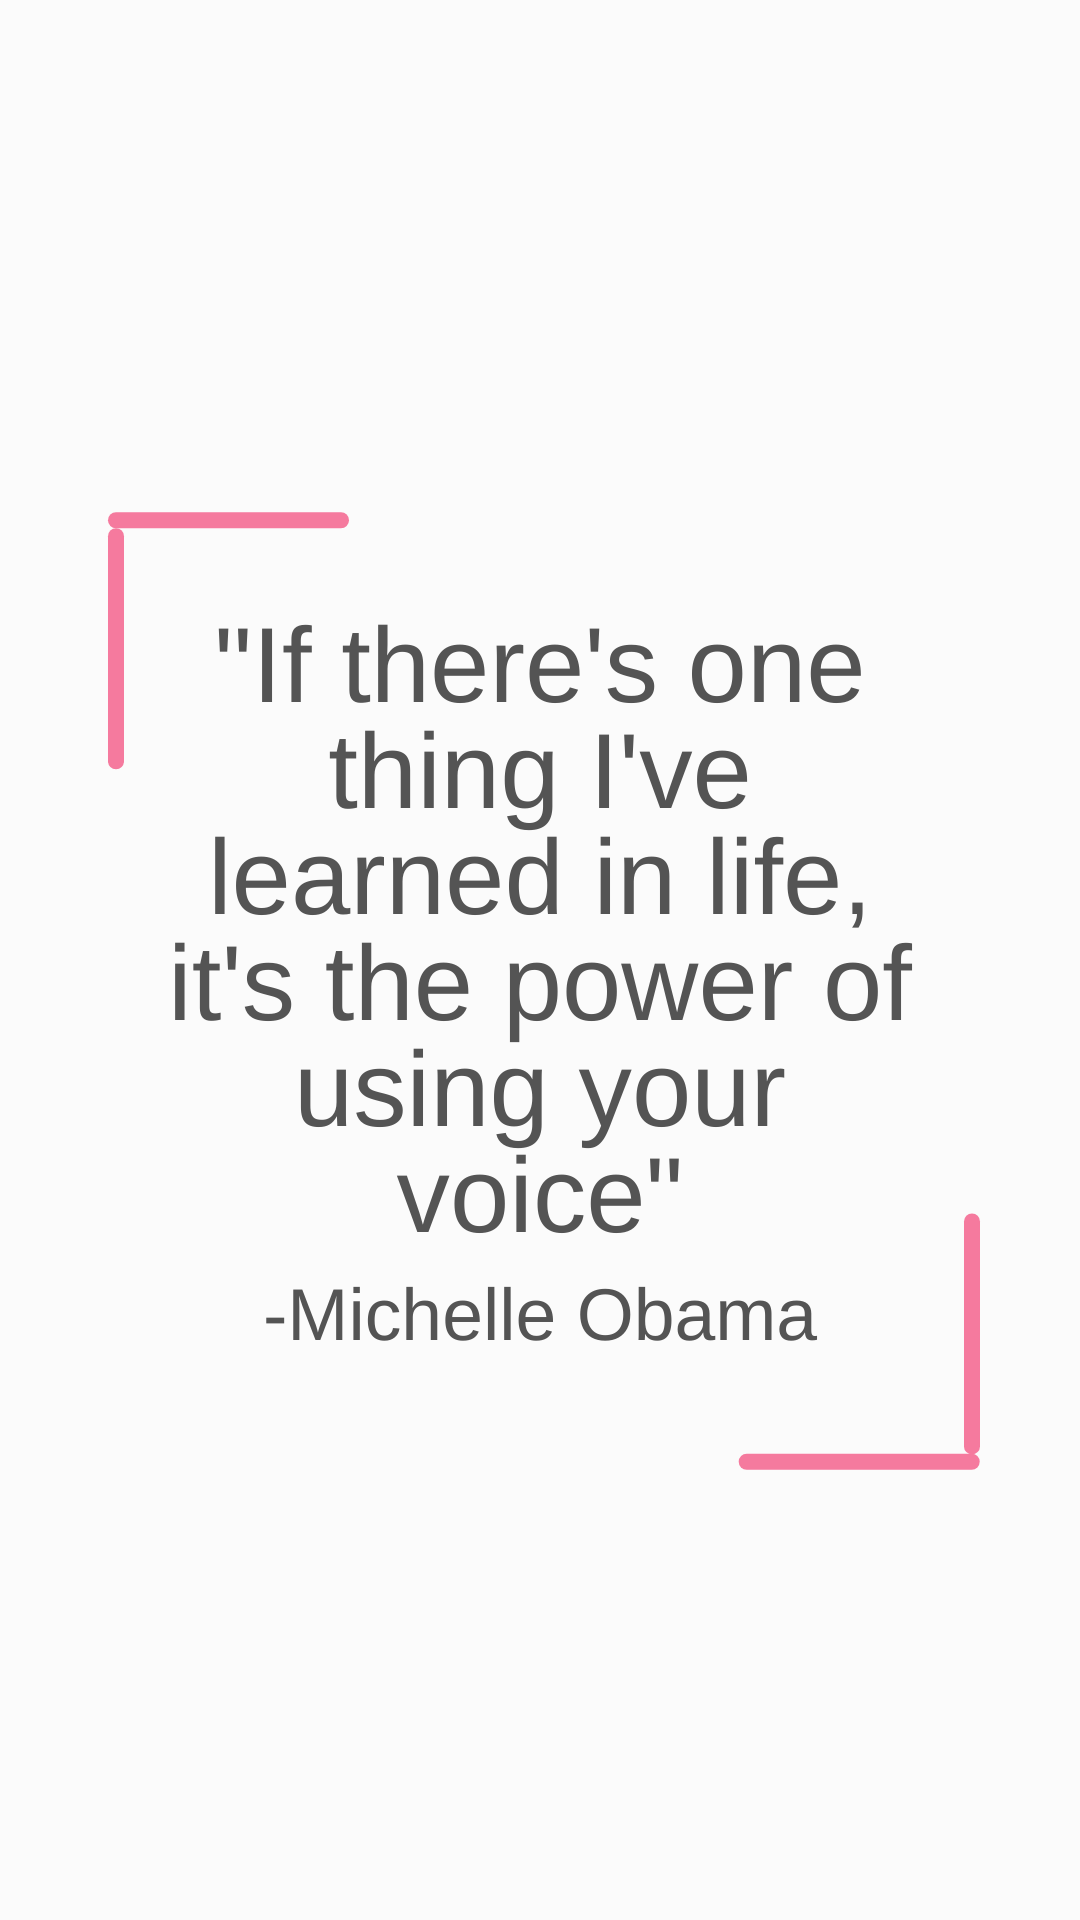 "If there's one
thing I've
learned in life,
it's the power of
using your
voice"
-Michelle Obama